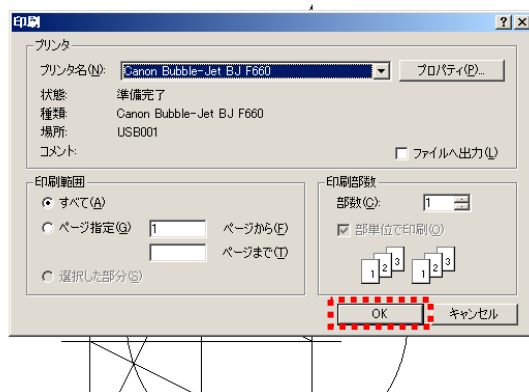 印刷
プリンタ
プリンタ名(N): Canon Bubble-Jet BJ F660 プロパティ(P)...
状態: 準備完了
種類: Canon Bubble-Jet BJ F660
場所: USB001
コメント: ファイルへ出力(L)
印刷範囲
すべて(A)
ページ指定(G) 1 ページから(F)
ページまで(T)
選択した部分(S)
印刷部数
部数(C): 1
部単位で印刷(O)
1 2 3 1 2 3
OK キャンセル